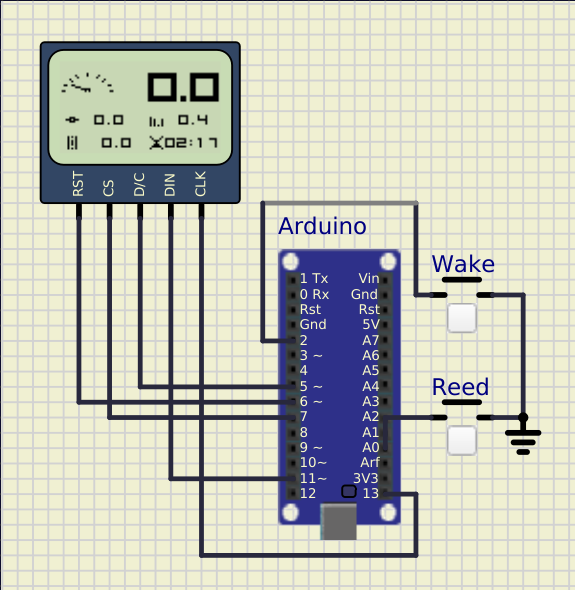 0.0
0.0 0.4
0.0 02:17
RST CS D/C DIN CLK
Arduino
1 Tx Vin
0 Rx Gnd
Rst Rst
Gnd 5V
2 A7
3 ~ A6
4 A5
5 ~ A4
6 ~ A3
7 A2
8 A1
9 ~ A0
10~ Arf
11~ 3V3
12 13
Wake
Reed